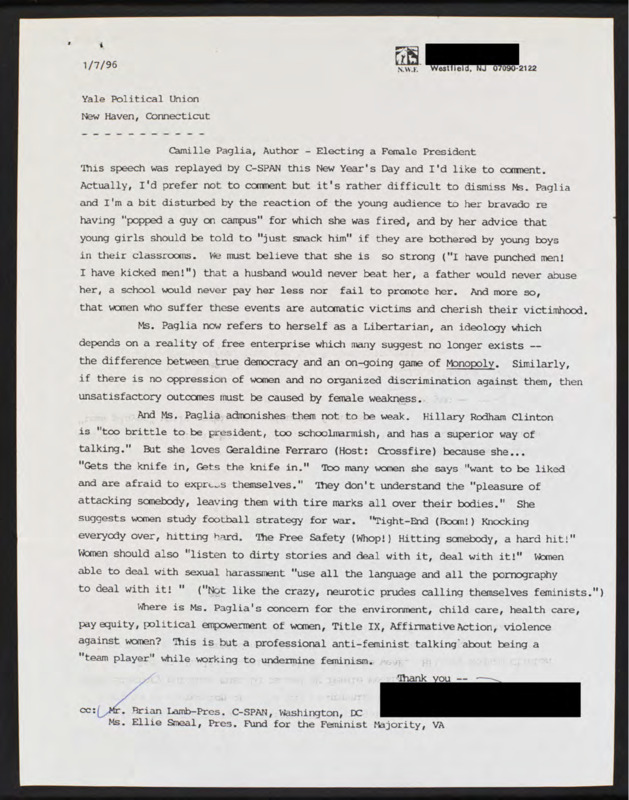 1/7/96
N.W.F.
Westfield, NJ 07090-2122
Yale Political Union
New Haven, Connecticut
- - - - - - - - - - -
Camille Paglia, Author - Electing a Female President
This speech was replayed by C-SPAN this New Year's Day and I'd like to comment.
Actually, I'd prefer not to comment but it's rather difficult to dismiss Ms. Paglia
and I'm a bit disturbed by the reaction of the young audience to her bravado re
having "popped a guy on campus" for which she was fired, and by her advice that
young girls should be told to "just smack him" if they are bothered by young boys
in their classrooms. We must believe that she is so strong ("I have punched men!
I have kicked men!") that a husband would never beat her, a father would never abuse
her, a school would never pay her less nor fail to promote her. And more so,
that women who suffer these events are automatic victims and cherish their victimhood.
Ms. Paglia now refers to herself as a Libertarian, an ideology which
depends on a reality of free enterprise which many suggest no longer exists --
the difference between true democracy and an on-going game of Monopoly. Similarly,
if there is no oppression of women and no organized discrimination against them, then
unsatisfactory outcomes must be caused by female weakness.
And Ms. Paglia admonishes them not to be weak. Hillary Rodham Clinton
is "too brittle to be president, too schoolmarmish, and has a superior way of
talking." But she loves Geraldine Ferraro (Host: Crossfire) because she...
"Gets the knife in, Gets the knife in." Too many women she says "want to be liked
and are afraid to express themselves." They don't understand the "pleasure of
attacking somebody, leaving them with tire marks all over their bodies." She
suggests women study football strategy for war. "Tight-End (Boom!) Knocking
everyody over, hitting hard. The Free Safety (Whop!) Hitting somebody, a hard hit!"
Women should also "listen to dirty stories and deal with it, deal with it!" Women
able to deal with sexual harassment "use all the language and all the pornography
to deal with it! " ("Not like the crazy, neurotic prudes calling themselves feminists.")
Where is Ms. Paglia's concern for the environment, child care, health care,
pay equity, political empowerment of women, Title IX, Affirmative Action, violence
against women? This is but a professional anti-feminist talking about being a
"team player" while working to undermine feminism.
Thank you --
cc: Mr. Brian Lamb-Pres. C-SPAN, Washington, DC
Ms. Ellie Smeal, Pres. Fund for the Feminist Majority, VA